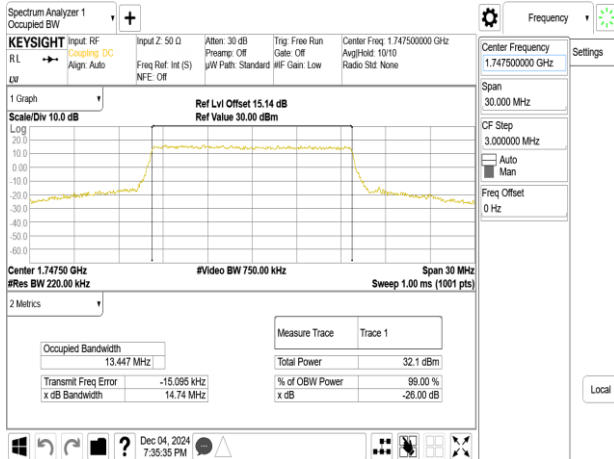 Spectrum Analyzer 1
Occupied BW
Frequency
KEYSIGHT
RL
Input: RF
Coupling: DC
Align: Auto
Input Z: 50 Ω
Freq Ref: Int (S)
NFE: Off
Atten: 30 dB
Preamp: Off
µW Path: Standard
Trig: Free Run
Gate: Off
#IF Gain: Low
Center Freq: 1.747500000 GHz
Avg|Hold: 10/10
Radio Std: None
Center Frequency
1.747500000 GHz
Settings
Span
30.000 MHz
CF Step
3.000000 MHz
Auto
Man
Freq Offset
0 Hz
Local
1 Graph
Scale/Div 10.0 dB
Ref Lvl Offset 15.14 dB
Ref Value 30.00 dBm
Log
20.0
10.0
0.00
-10.0
-20.0
-30.0
-40.0
-50.0
-60.0
Center 1.74750 GHz
#Video BW 750.00 kHz
Span 30 MHz
#Res BW 220.00 kHz
Sweep 1.00 ms (1001 pts)
2 Metrics
Measure Trace Trace 1
Occupied Bandwidth
13.447 MHz
Total Power 32.1 dBm
Transmit Freq Error -15.095 kHz
% of OBW Power 99.00 %
x dB Bandwidth 14.74 MHz
x dB -26.00 dB
Dec 04, 2024
7:35:35 PM